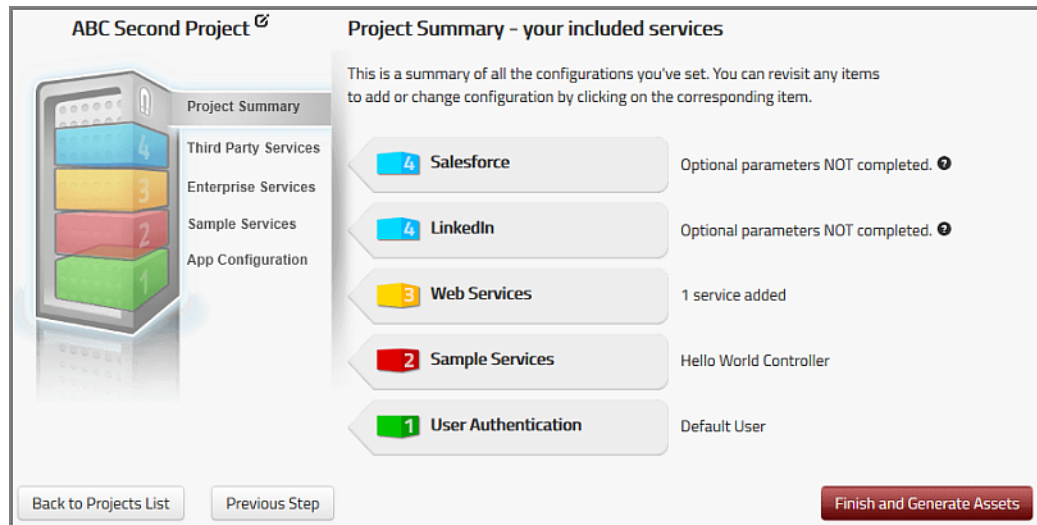 ABC Second Project
Project Summary – your included services
This is a summary of all the configurations you've set. You can revisit any items
to add or change configuration by clicking on the corresponding item.
Project Summary
4 Third Party Services
3 Enterprise Services
2 Sample Services
1 App Configuration
4 Salesforce Optional parameters NOT completed. ?
4 LinkedIn Optional parameters NOT completed. ?
3 Web Services 1 service added
2 Sample Services Hello World Controller
1 User Authentication Default User
Back to Projects List Previous Step Finish and Generate Assets